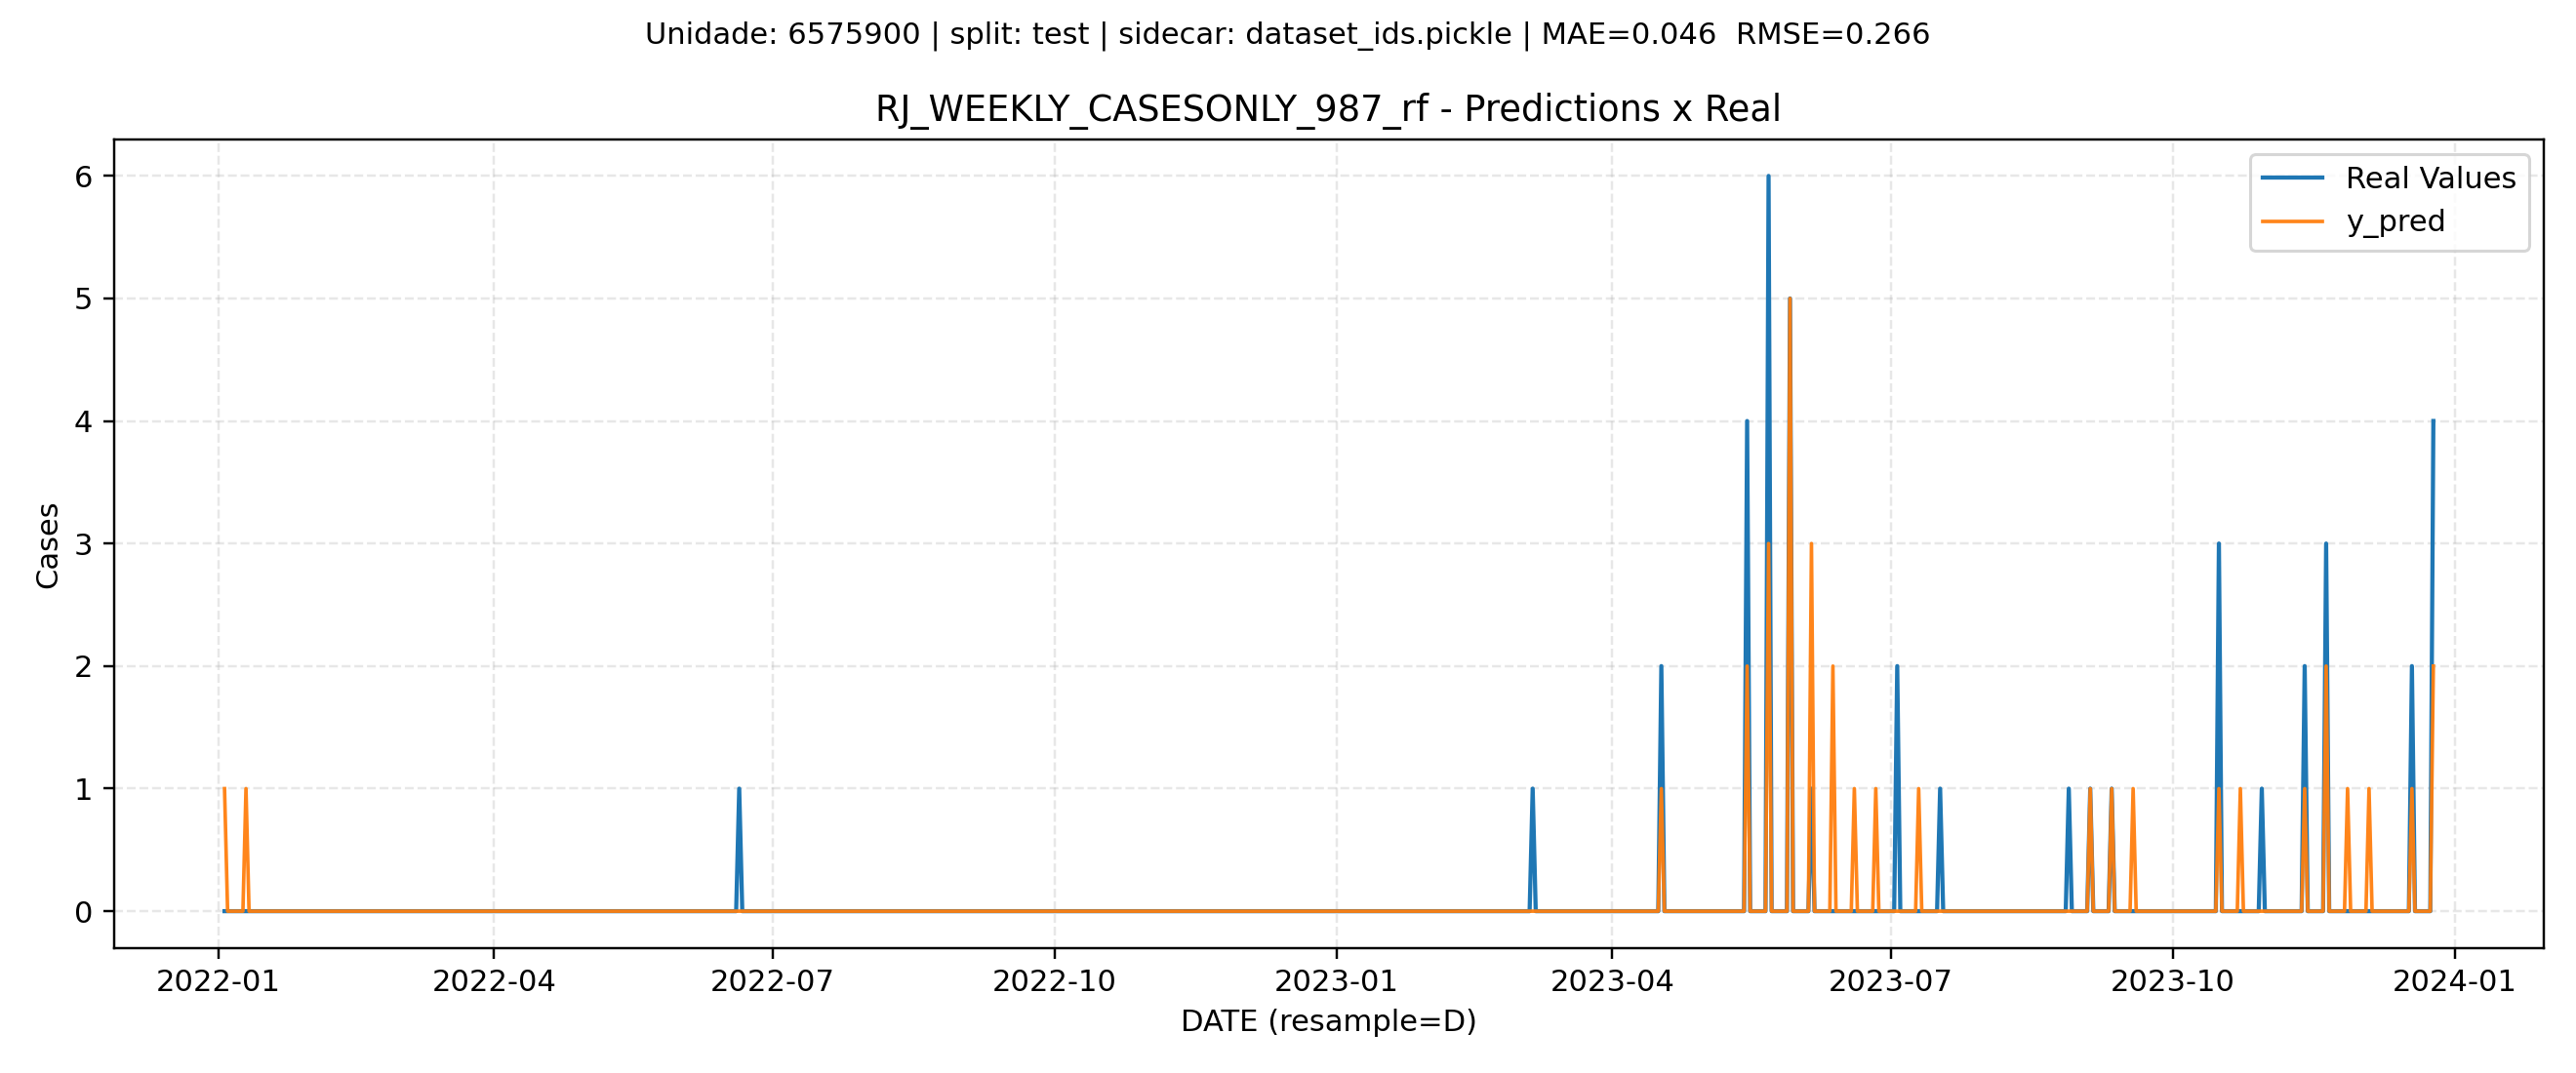 Unidade: 6575900 | split: test | sidecar: dataset_ids.pickle | MAE=0.046  RMSE=0.266
RJ_WEEKLY_CASESONLY_987_rf - Predictions x Real
Real Values
y_pred
Cases
6
5
4
3
2
1
0
2022-01 2022-04 2022-07 2022-10 2023-01 2023-04 2023-07 2023-10 2024-01
DATE (resample=D)